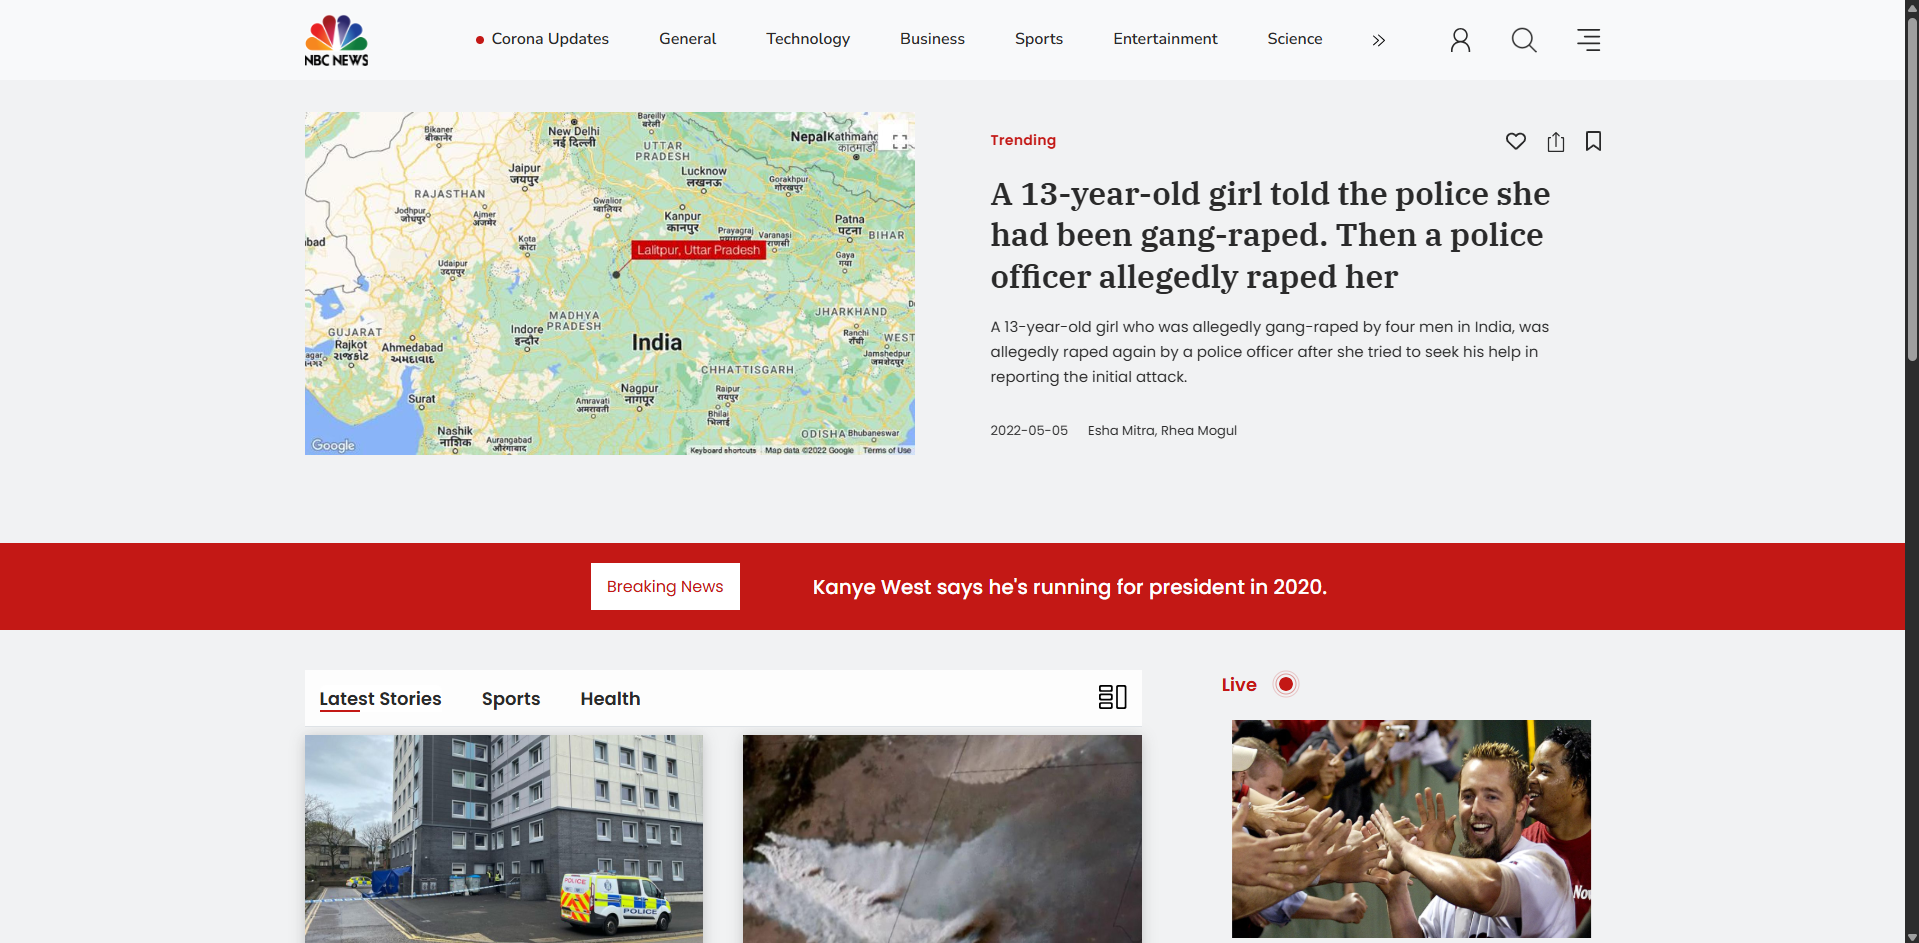 NBC NEWS
Corona Updates
General
Technology
Business
Sports
Entertainment
Science
Bikaner
बीकानेर
New Delhi
नई दिल्ली
Bareilly
बरेली
Nepal
UTTAR
PRADESH
Jaipur
जयपुर
Lucknow
लखनऊ
RAJASTHAN
Gorakhpur
गोरखपुर
Jodhpur
जोधपुर
Ajmer
अजमेर
Gwalior
ग्वालियर
Kanpur
कानपुर
Patna
पटना
BIHAR
Prayagraj
Varanasi
Kota
कोटा
Lalitpur, Uttar Pradesh
Gaya
गया
Udaipur
उदयपुर
MADHYA
PRADESH
Indore
इन्दौर
JHARKHAND
Ranchi
राँची
GUJARAT
Rajkot
રાજકોટ
Ahmedabad
અમદાવાદ
India
WEST
Jamshedpur
जमशेदपुर
CHHATTISGARH
Nagpur
नागपुर
Raipur
रायपुर
Surat
Amravati
अमरावती
Bhilai
भिलाई
Nashik
नाशिक
Aurangabad
औरंगाबाद
ODISHA
Bhubaneswar
Google
Keyboard shortcuts
Map data ©2022 Google
Terms of Use
Trending
A 13-year-old girl told the police she
had been gang-raped. Then a police
officer allegedly raped her
A 13-year-old girl who was allegedly gang-raped by four men in India, was
allegedly raped again by a police officer after she tried to seek his help in
reporting the initial attack.
2022-05-05 Esha Mitra, Rhea Mogul
Breaking News
Kanye West says he's running for president in 2020.
Latest Stories
Sports
Health
Live
POLICE
POLICE